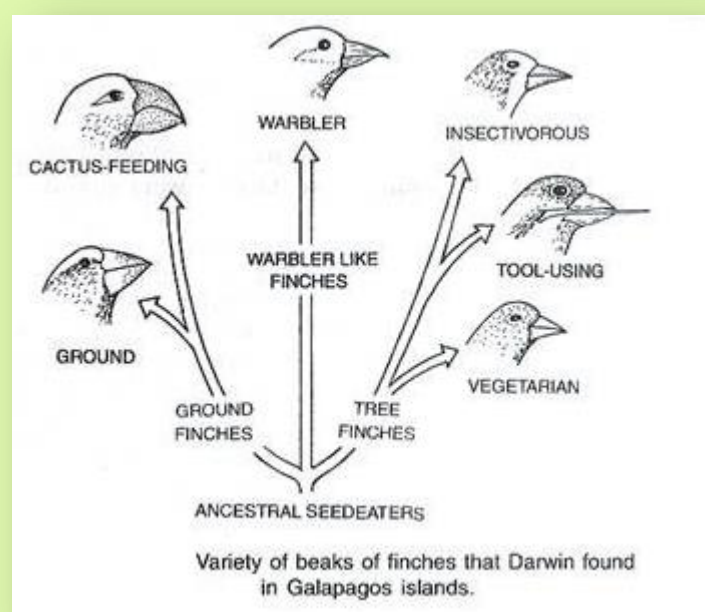 WARBLER
INSECTIVOROUS
CACTUS-FEEDING
WARBLER LIKE
FINCHES
TOOL-USING
GROUND
VEGETARIAN
GROUND
FINCHES
TREE
FINCHES
ANCESTRAL SEEDEATERS
Variety of beaks of finches that Darwin found
in Galapagos islands.